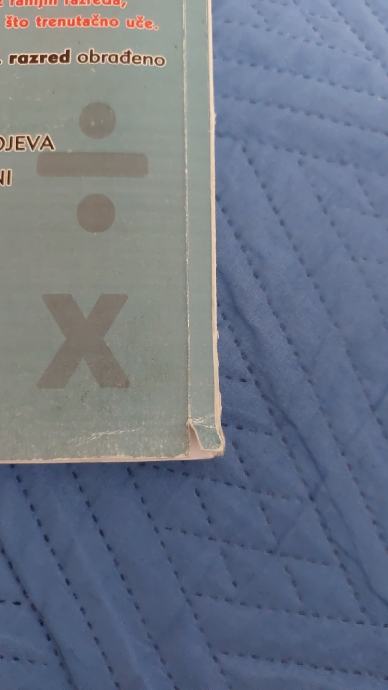 ranijih razreda,
što trenutačno uče.
. razred obrađeno
OJEVA
NI
÷
X